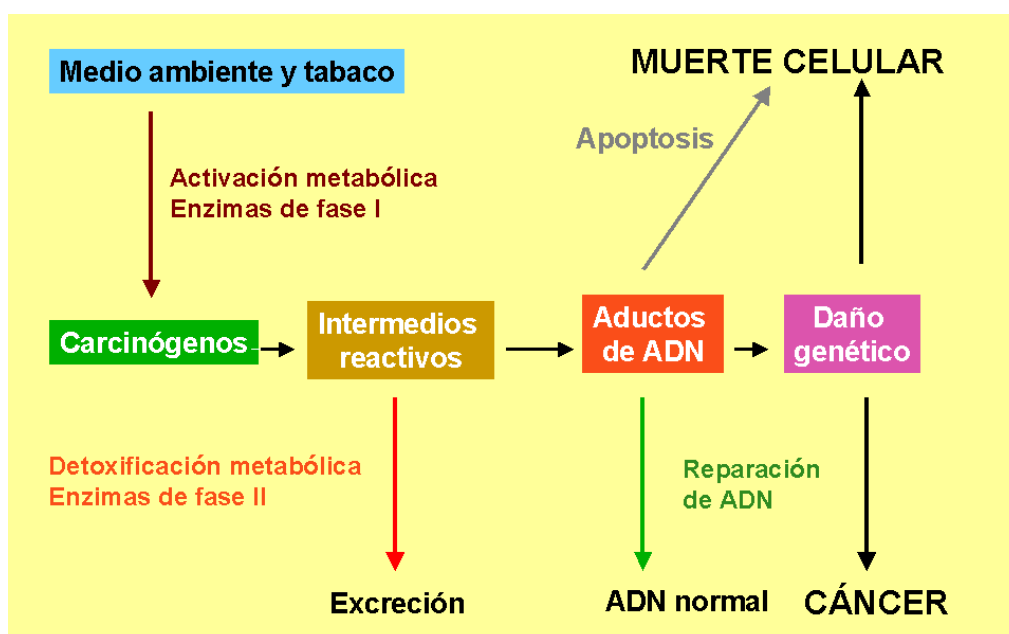 Medio ambiente y tabaco
MUERTE CELULAR
Apoptosis
Activación metabólica
Enzimas de fase I
Carcinógenos
Intermedios
reactivos
Aductos
de ADN
Daño
genético
Detoxificación metabólica
Enzimas de fase II
Reparación
de ADN
Excreción
ADN normal
CÁNCER